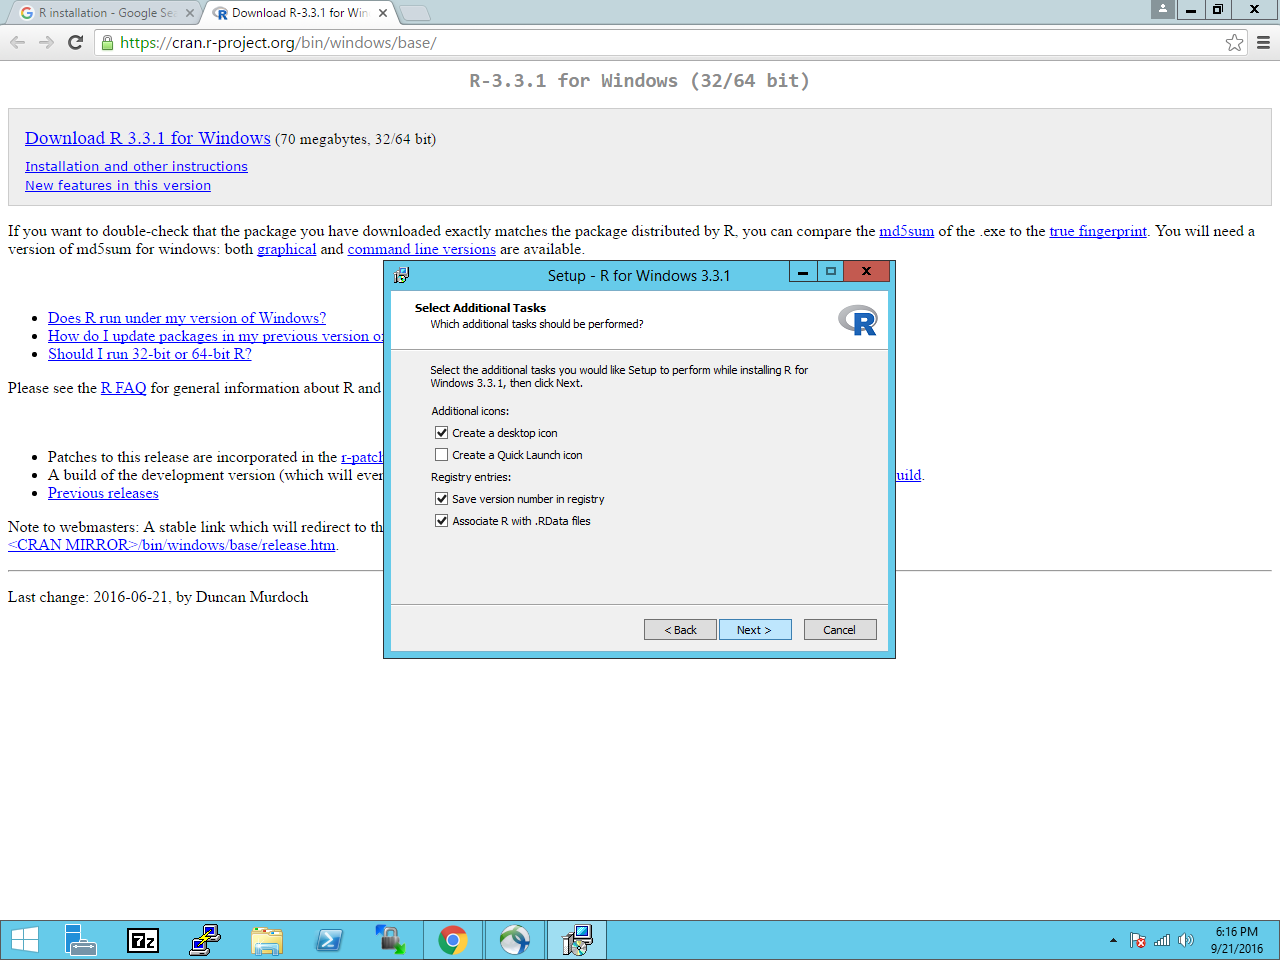 R installation - Google Se
Download R-3.3.1 for Win
https://cran.r-project.org/bin/windows/base/
R-3.3.1 for Windows (32/64 bit)
Download R 3.3.1 for Windows (70 megabytes, 32/64 bit)
Installation and other instructions
New features in this version
If you want to double-check that the package you have downloaded exactly matches the package distributed by R, you can compare the md5sum of the .exe to the true fingerprint. You will need a
version of md5sum for windows: both graphical and command line versions are available.
Does R run under my version of Windows?
How do I update packages in my previous version o
Should I run 32-bit or 64-bit R?
Please see the R FAQ for general information about R and
Patches to this release are incorporated in the r-patch
A build of the development version (which will ever
uild.
Previous releases
Note to webmasters: A stable link which will redirect to th
<CRAN MIRROR>/bin/windows/base/release.htm.
Last change: 2016-06-21, by Duncan Murdoch
Setup - R for Windows 3.3.1
Select Additional Tasks
Which additional tasks should be performed?
R
Select the additional tasks you would like Setup to perform while installing R for
Windows 3.3.1, then click Next.
Additional icons:
Create a desktop icon
Create a Quick Launch icon
Registry entries:
Save version number in registry
Associate R with .RData files
< Back
Next >
Cancel
7z
6:16 PM
9/21/2016